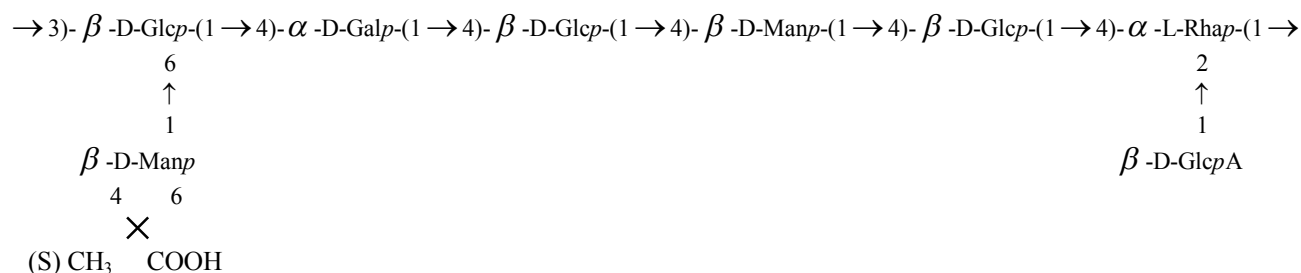 → 3)- β -D-Glcp-(1 → 4)- α -D-Galp-(1 → 4)- β -D-Glcp-(1 → 4)- β -D-Manp-(1 → 4)- β -D-Glcp-(1 → 4)- α -L-Rhap-(1 →
6 2
↑ ↑
1 1
β -D-Manp β -D-GlcpA
4 6
(S) CH₃ COOH